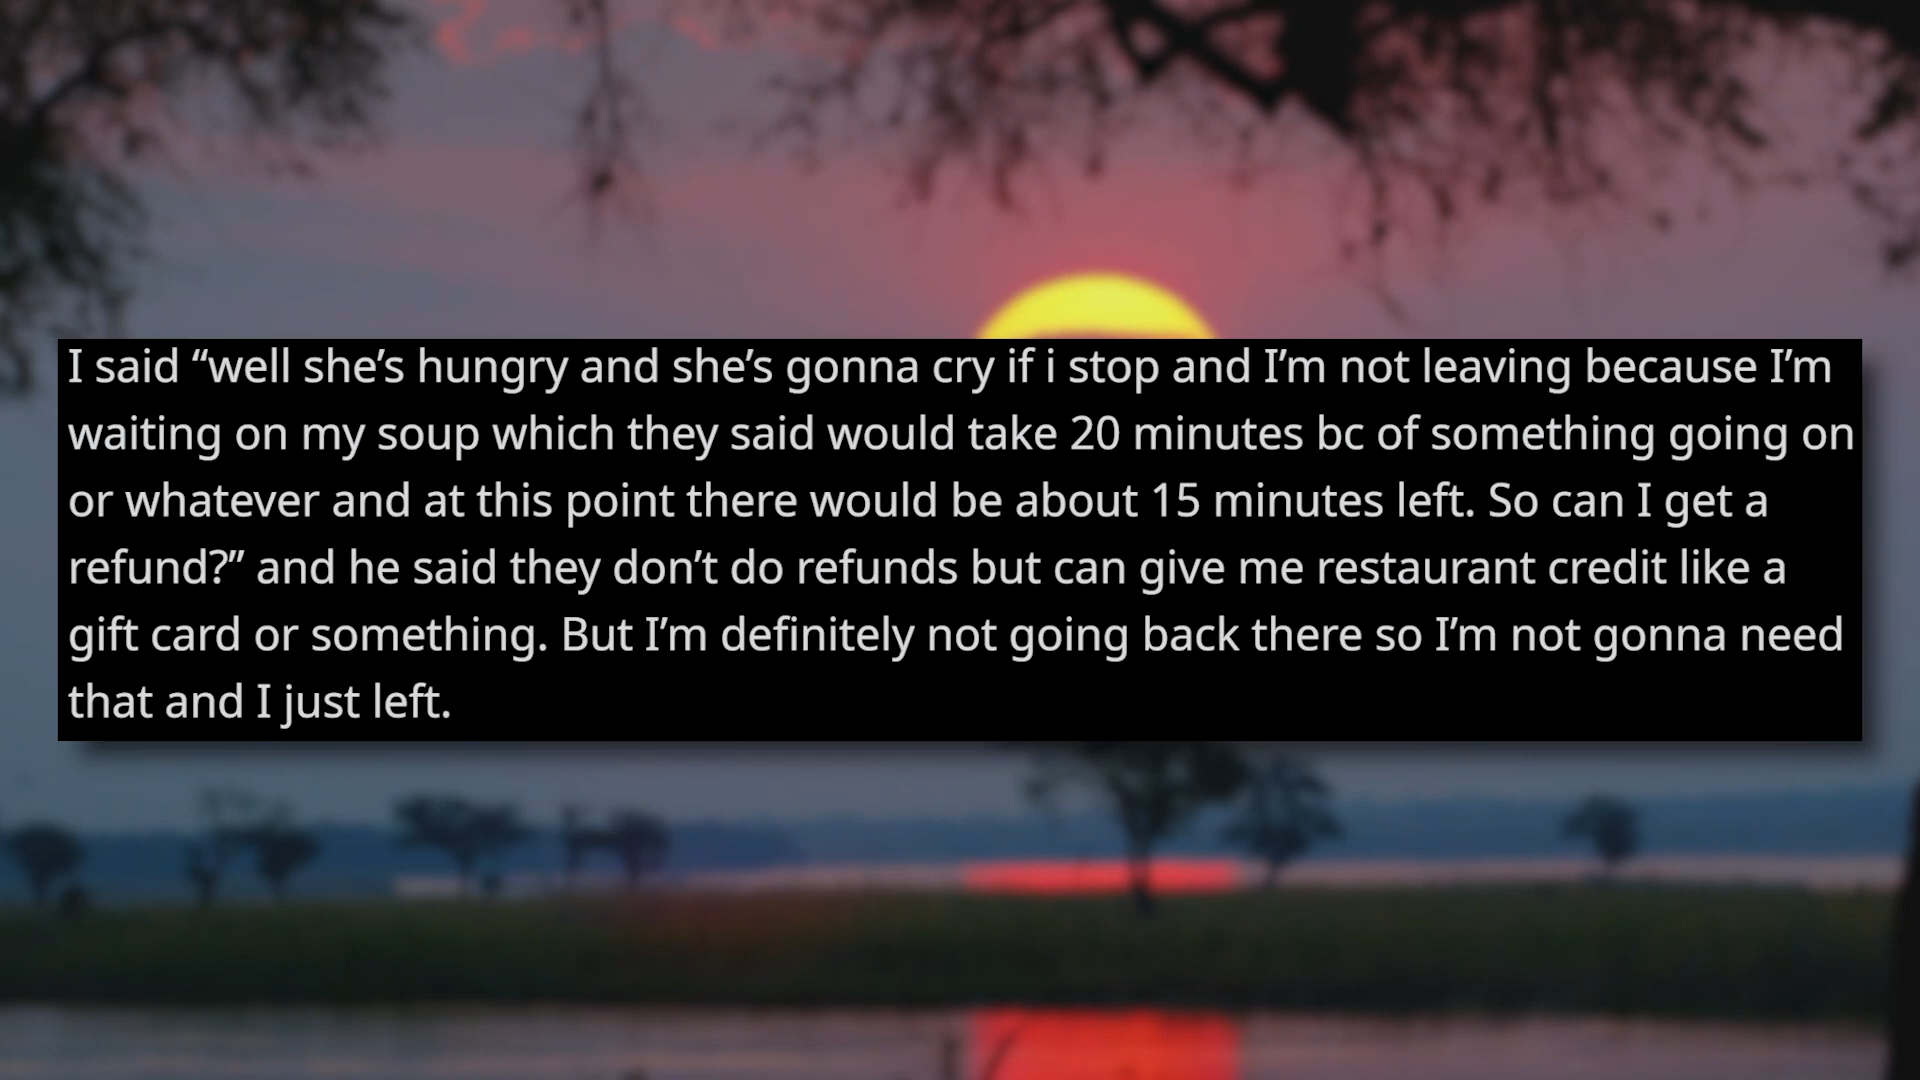 I said “well she’s hungry and she’s gonna cry if i stop and I’m not leaving because I’m
waiting on my soup which they said would take 20 minutes bc of something going on
or whatever and at this point there would be about 15 minutes left. So can I get a
refund?” and he said they don’t do refunds but can give me restaurant credit like a
gift card or something. But I’m definitely not going back there so I’m not gonna need
that and I just left.